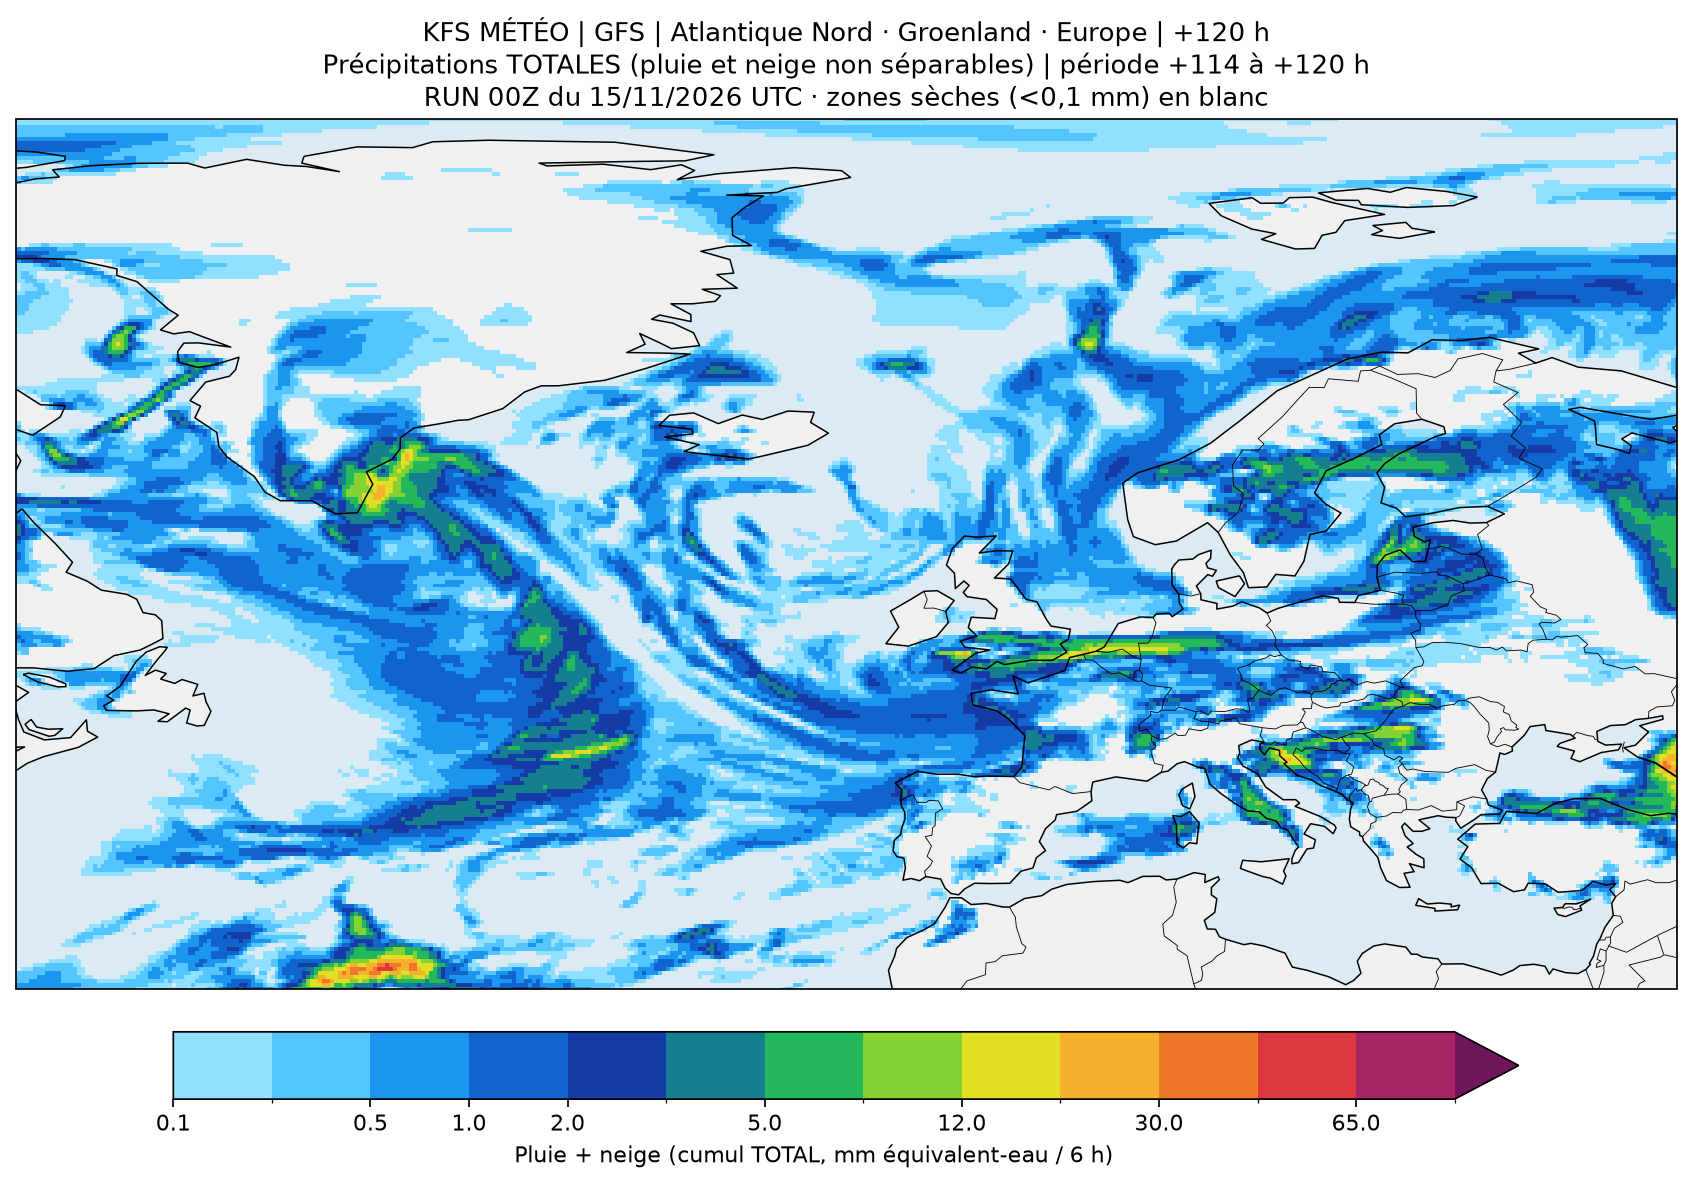 KFS MÉTÉO | GFS | Atlantique Nord · Groenland · Europe | +120 h
Précipitations TOTALES (pluie et neige non séparables) | période +114 à +120 h
RUN 00Z du 15/11/2026 UTC · zones sèches (<0,1 mm) en blanc
0.1 0.5 1.0 2.0 5.0 12.0 30.0 65.0
Pluie + neige (cumul TOTAL, mm équivalent-eau / 6 h)